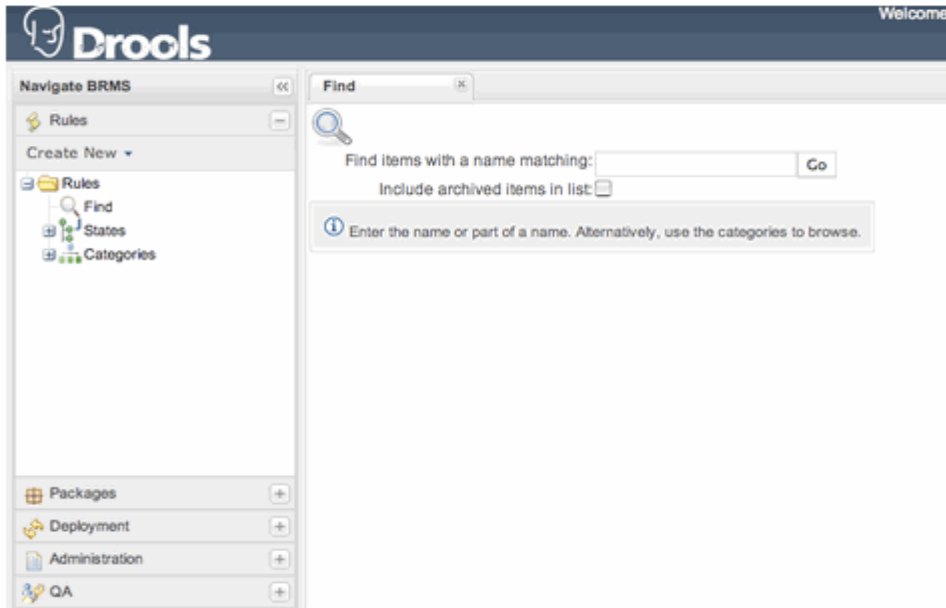 Drools
Welcome
Navigate BRMS
Rules
Create New
Rules
Find
States
Categories
Packages
Deployment
Administration
QA
Find
Find items with a name matching:
Go
Include archived items in list:
Enter the name or part of a name. Alternatively, use the categories to browse.